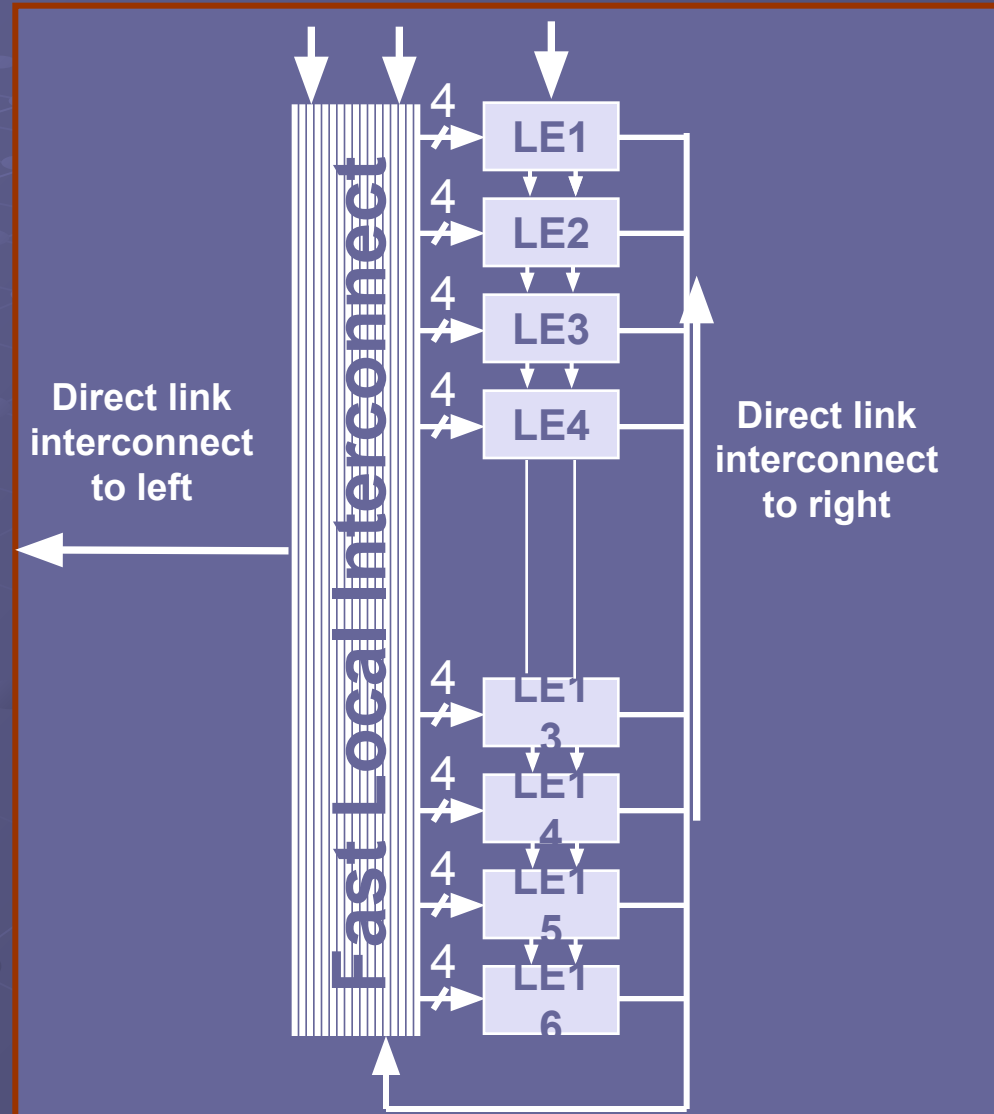 4
LE1
4
LE2
4
LE3
4
LE4
Direct link
interconnect
to left
Fast Local Interconnect
Direct link
interconnect
to right
4
LE1
3
4
LE1
4
4
LE1
5
4
LE1
6